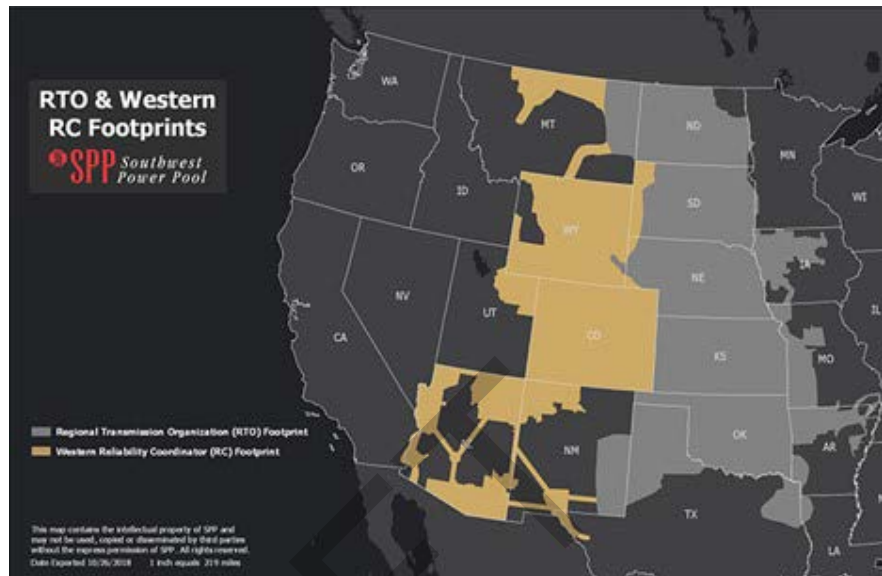 RTO & Western
RC Footprints
SPP Southwest
Power Pool
WA
MT
ND
MN
OR
ID
SD
WI
WY
NE
IA
NV
UT
IL
CA
CO
KS
MO
OK
AR
NM
TX
LA
Regional Transmission Organization (RTO) Footprint
Western Reliability Coordinator (RC) Footprint
This map contains the intellectual property of SPP and
may not be used, copied or disseminated by third parties
without the express permission of SPP. All rights reserved.
Date Exported 10/26/2018 1 inch equals 219 miles